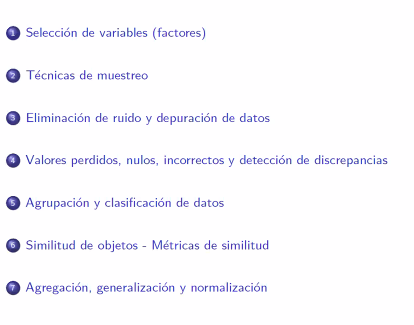 1 Selección de variables (factores)
2 Técnicas de muestreo
3 Eliminación de ruido y depuración de datos
4 Valores perdidos, nulos, incorrectos y detección de discrepancias
5 Agrupación y clasificación de datos
6 Similitud de objetos - Métricas de similitud
7 Agregación, generalización y normalización